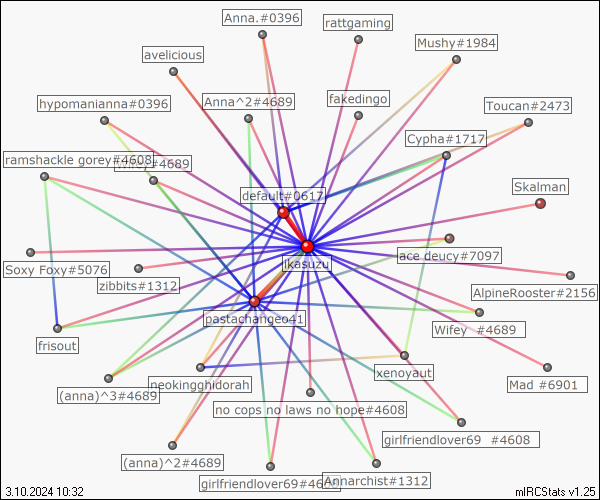 Anna.#0396
rattgaming
Mushy#1984
avelicious
hypomanianna#0396
Anna^2#4689
fakedingo
Toucan#2473
Cypha#1717
ramshackle gorey#4608
#4689
default#0617
Skalman
ikasuzu
ace deucy#7097
Soxy Foxy#5076
zibbits#1312
AlpineRooster#2156
pastachangeo41
Wifey #4689
frisout
xenoyaut
neokingghidorah
Mad #6901
(anna)^3#4689
no cops no laws no hope#4608
girlfriendlover69 #4608
(anna)^2#4689
girlfriendlover69#4
Annarchist#1312
3.10.2024 10:32
mIRCStats v1.25